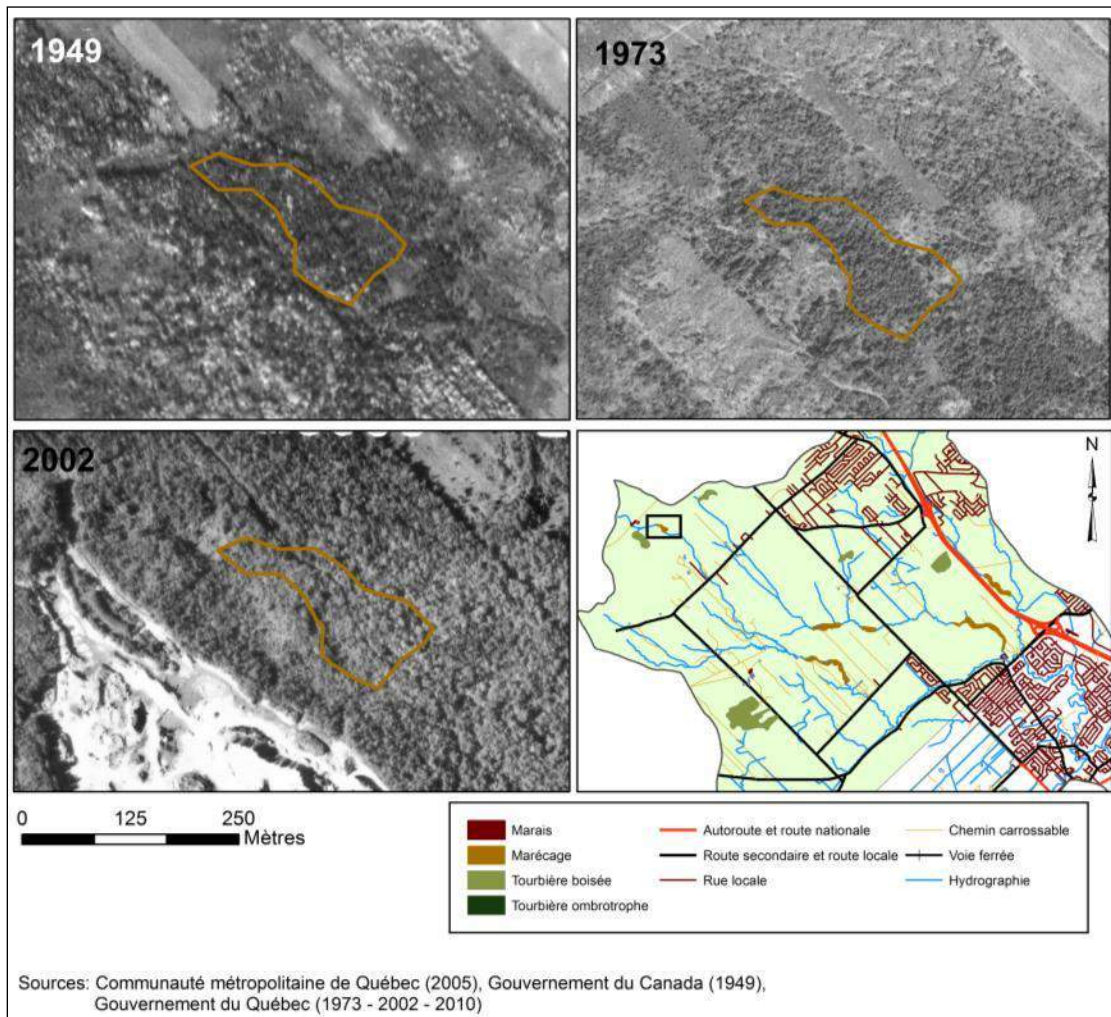 1949
1973
2002
N
0 125 250
Mètres
Marais
Marécage
Tourbière boisée
Tourbière ombrotrophe
Autoroute et route nationale
Route secondaire et route locale
Rue locale
Chemin carrossable
Voie ferrée
Hydrographie
Sources: Communauté métropolitaine de Québec (2005), Gouvernement du Canada (1949),
Gouvernement du Québec (1973 - 2002 - 2010)